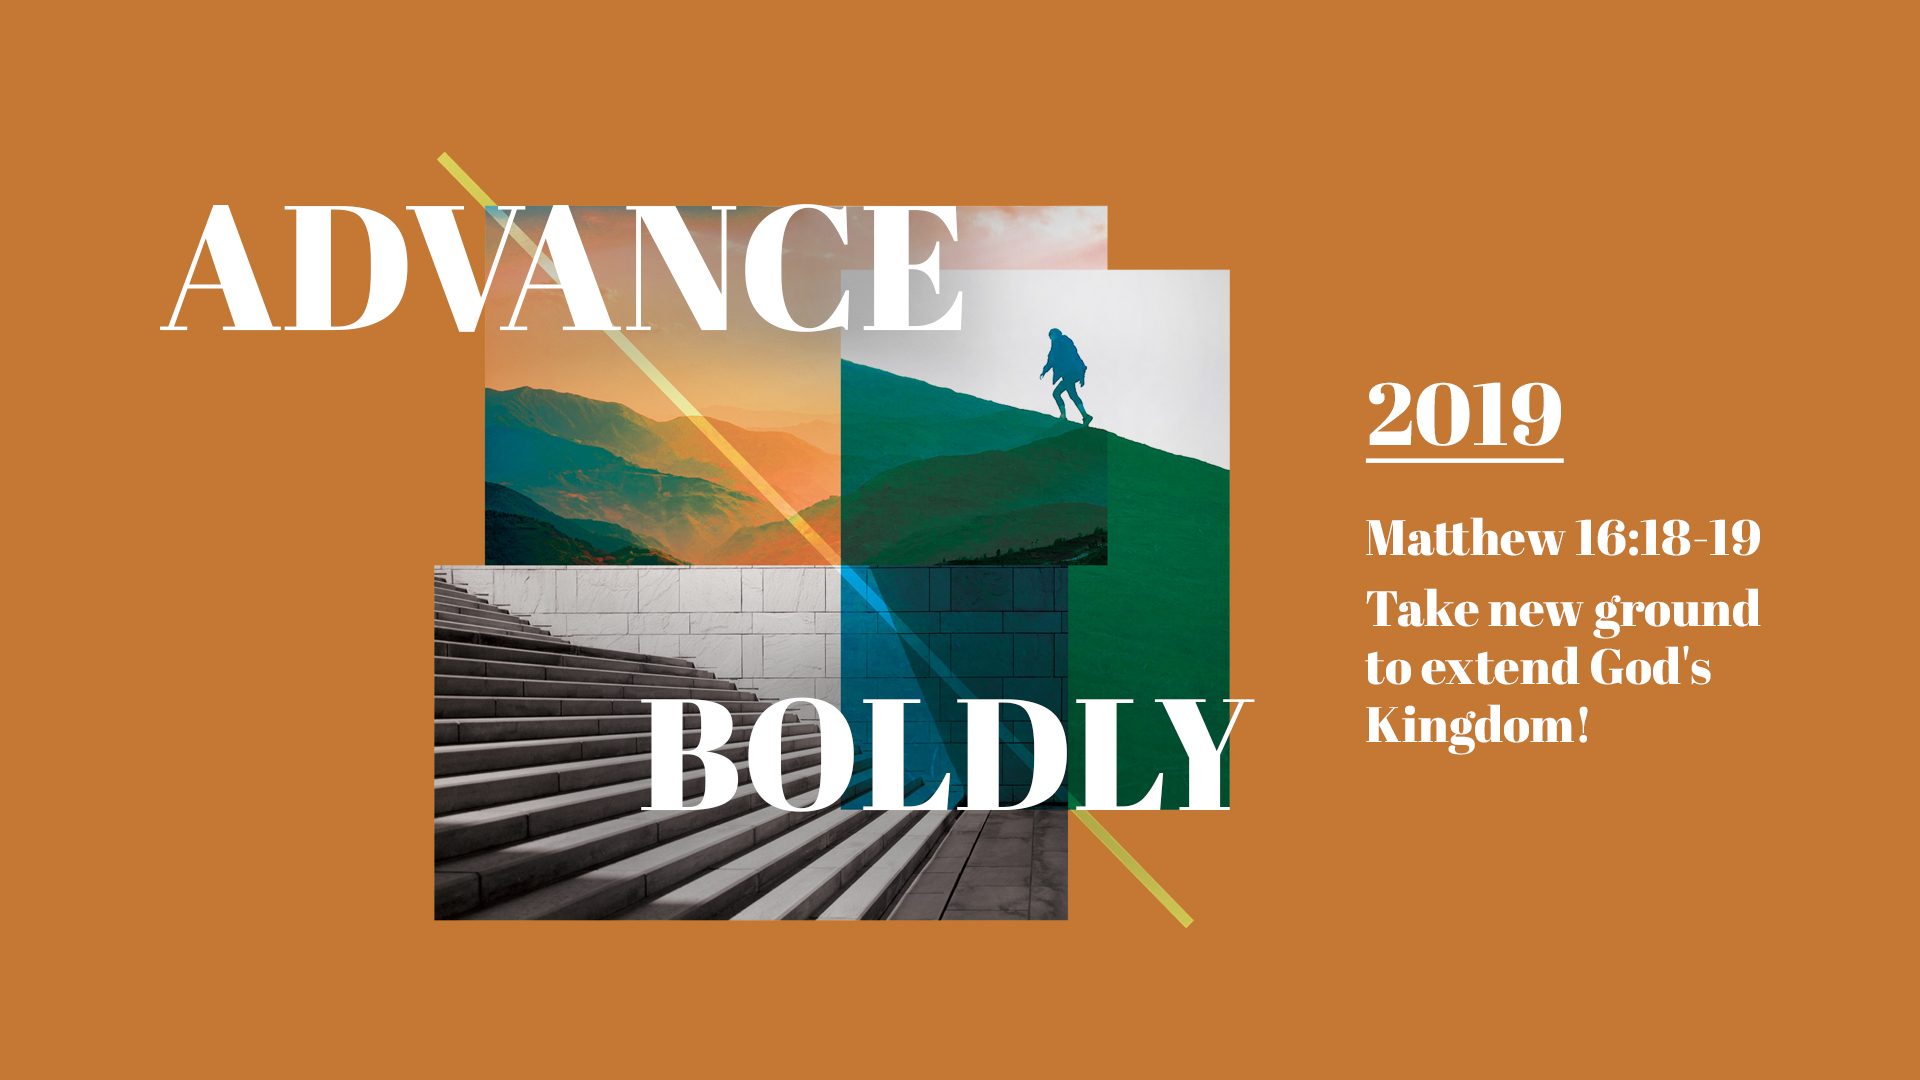 ADVANCE
BOLDLY
2019
Matthew 16:18-19
Take new ground
to extend God's
Kingdom!